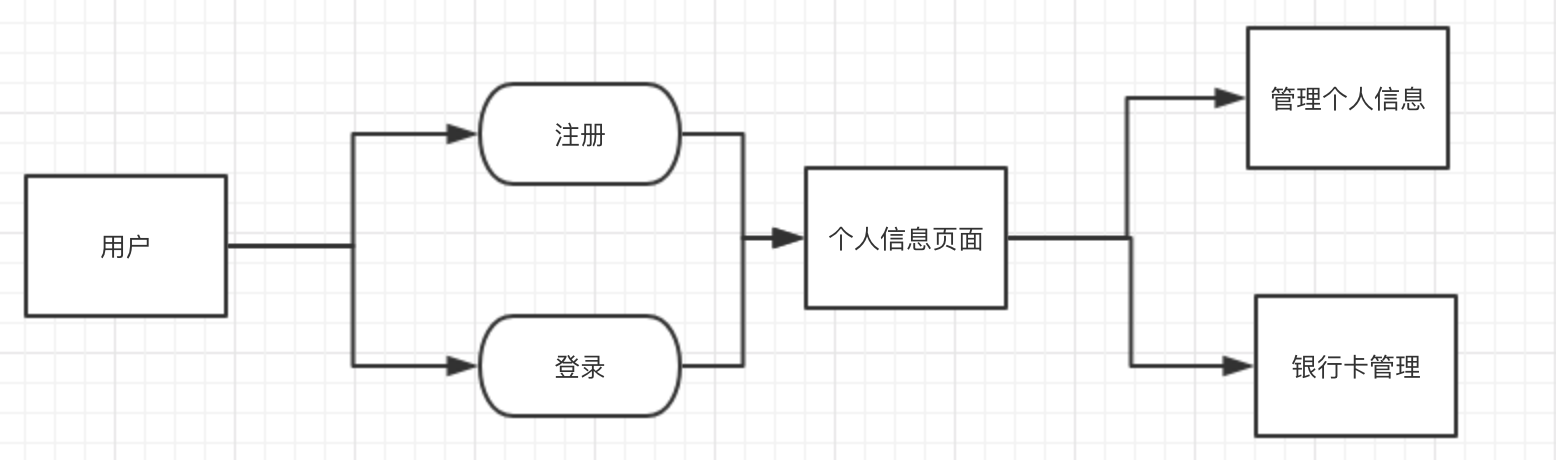 用户
注册
登录
个人信息页面
管理个人信息
银行卡管理